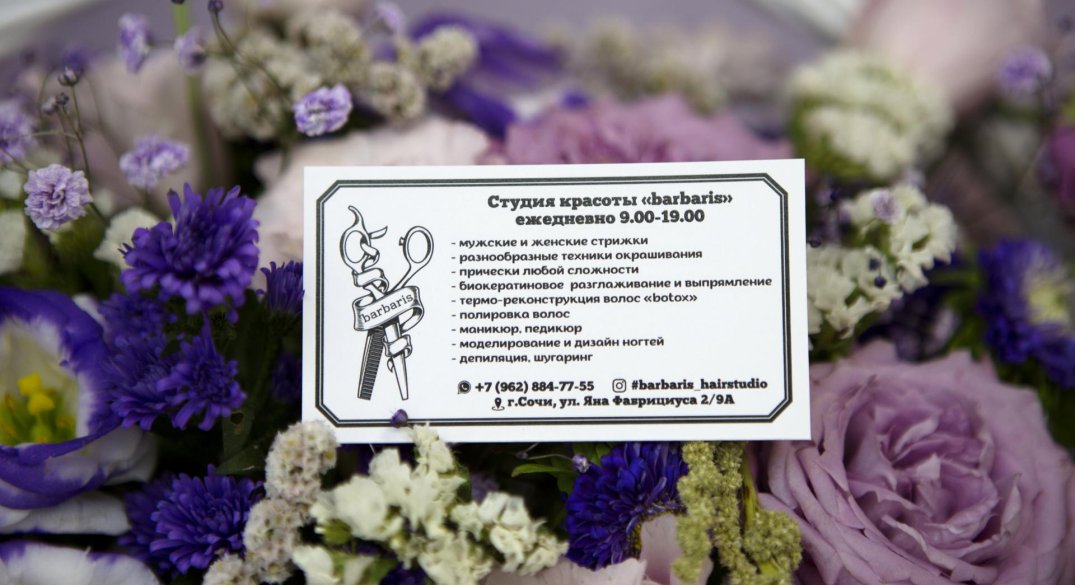 Студия красоты «barbaris»
ежедневно 9.00-19.00
- мужские и женские стрижки
- разнообразные техники окрашивания
- прически любой сложности
- биокератиновое разглаживание и выпрямление
- термо-реконструкция волос «botox»
- полировка волос
- маникюр, педикюр
- моделирование и дизайн ногтей
- депиляция, шугаринг
barbaris
+7 (962) 884-77-55 #barbaris_hairstudio
г.Сочи, ул. Яна Фабрициуса 2/9А